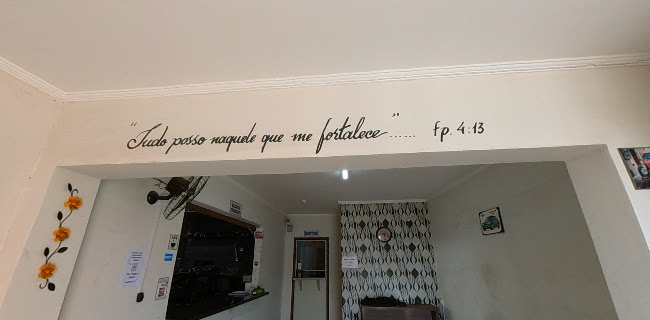 "Tudo posso naquele que me fortalece"...... fp. 4:13